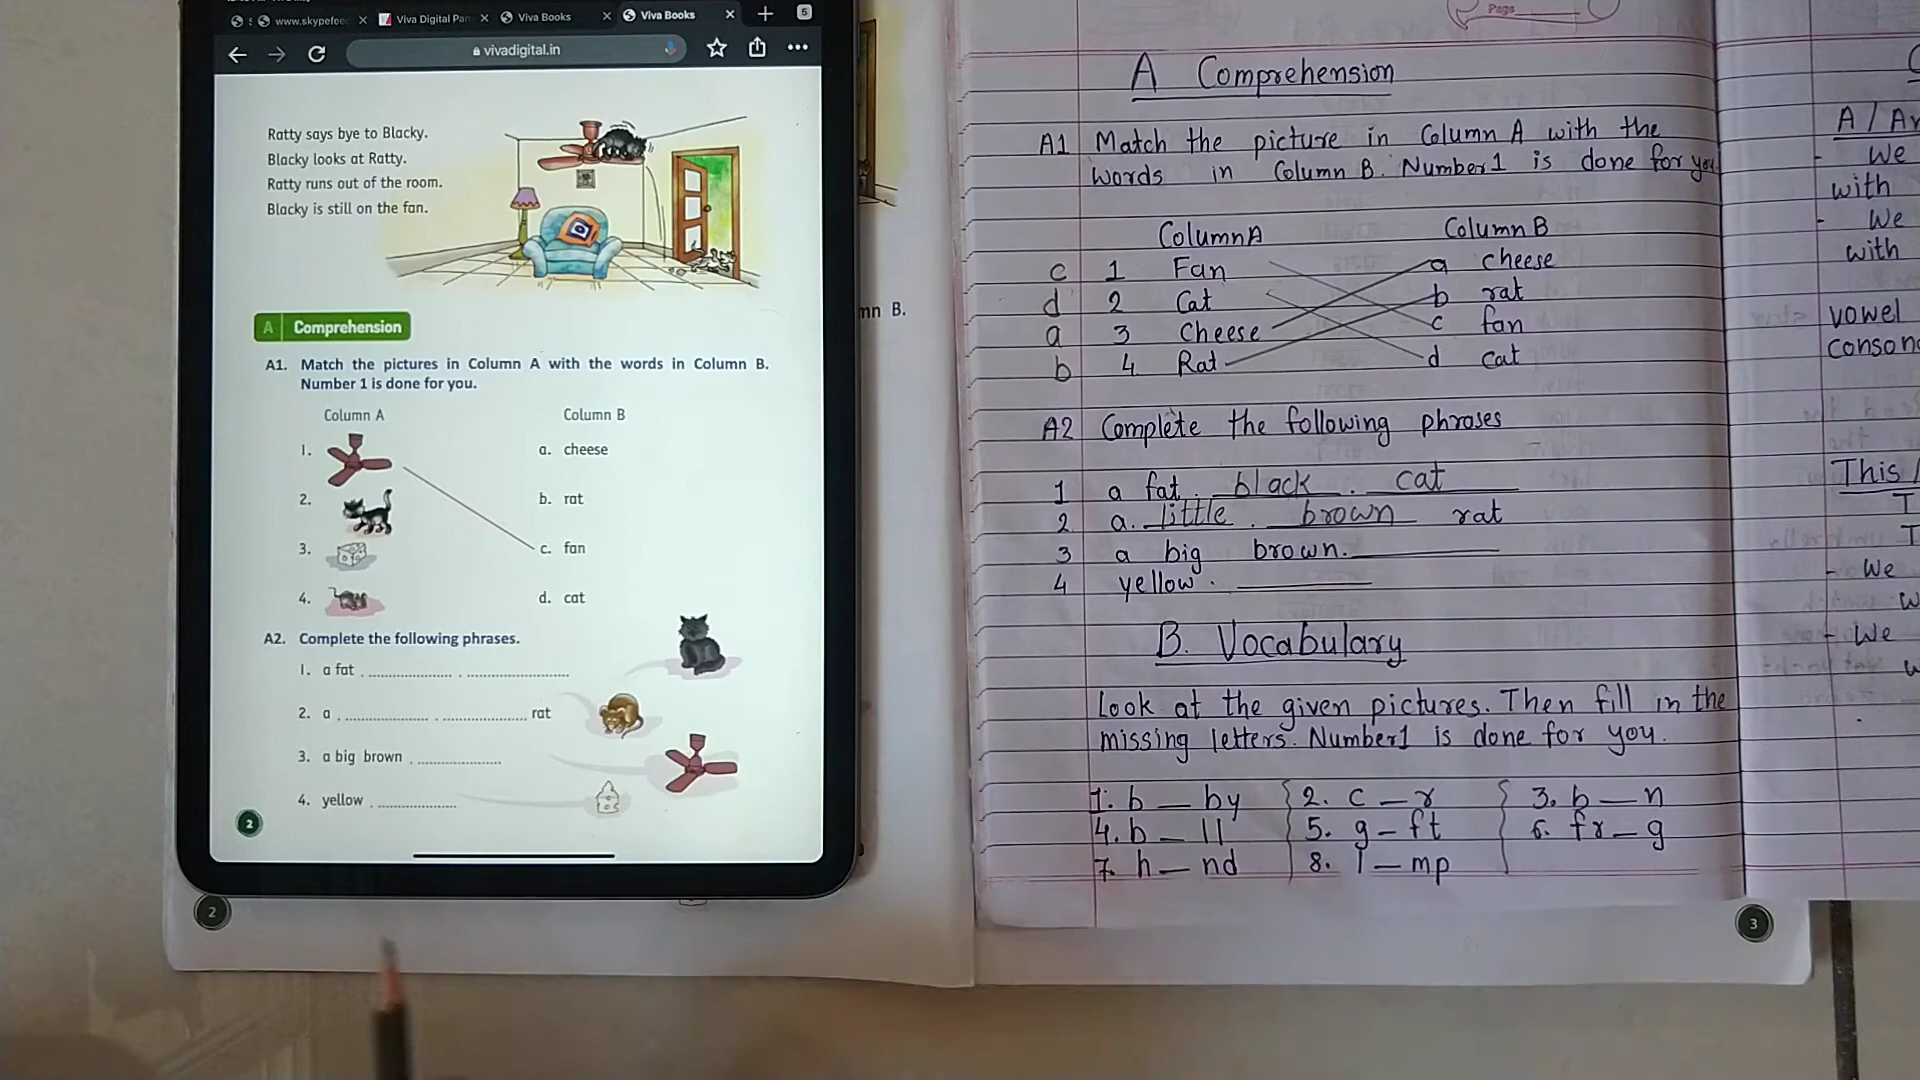 www.skypefeec
Viva Digital Pan
Viva Books
Viva Books
5
vivadigital.in
Ratty says bye to Blacky.
Blacky looks at Ratty.
Ratty runs out of the room.
Blacky is still on the fan.
A Comprehension
A1. Match the pictures in Column A with the words in Column B.
Number 1 is done for you.
Column A Column B
1. a. cheese
2. b. rat
3. c. fan
4. d. cat
A2. Complete the following phrases.
1. a fat
2. a rat
3. a big brown
4. yellow
2
2
mn B.
Page
A Comprehension
A1 Match the picture in Column A with the
words in Column B. Number 1 is done for you
Column A Column B
c 1 Fan a cheese
d 2 Cat b rat
a 3 Cheese c fan
b 4 Rat d cat
A2 Complete the following phrases
1 a fat black cat
2 a little brown rat
3 a big brown. ______
4 yellow. ______
B. Vocabulary
Look at the given pictures. Then fill in the
missing letters. Number 1 is done for you.
1. b _ by 2. c _ r 3. b _ n
4. b _ ll 5. g _ ft 6. fr _ g
7. h _ nd 8. l _ mp
A / An
- We
with
- We
with
vowel
conson
This /
- We
- We
3